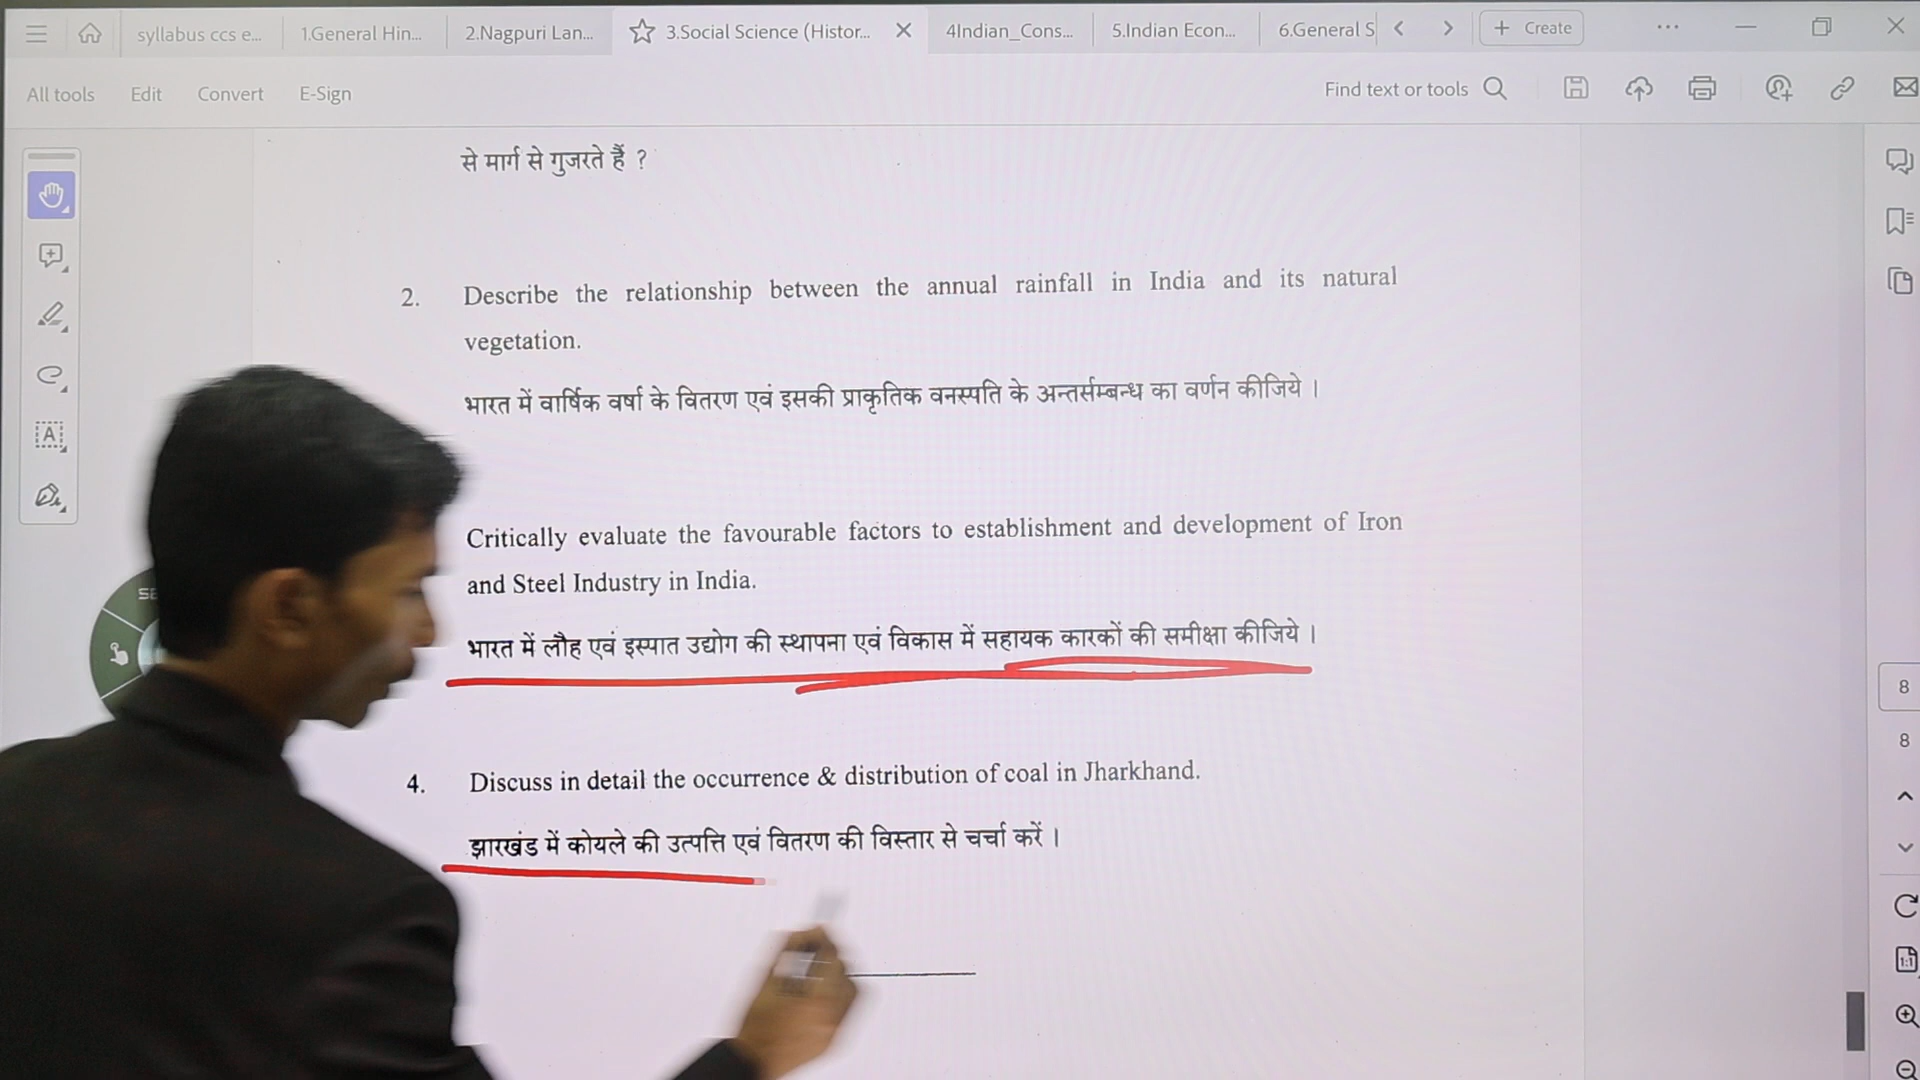 syllabus ccs e...
1.General Hin...
2.Nagpuri Lan...
3.Social Science (Histor...
4Indian_Cons...
5.Indian Econ...
6.General S
Create
All tools
Edit
Convert
E-Sign
Find text or tools
से मार्ग से गुजरते हैं ?
2. Describe the relationship between the annual rainfall in India and its natural
vegetation.
भारत में वार्षिक वर्षा के वितरण एवं इसकी प्राकृतिक वनस्पति के अन्तर्सम्बन्ध का वर्णन कीजिये ।
Critically evaluate the favourable factors to establishment and development of Iron
and Steel Industry in India.
भारत में लौह एवं इस्पात उद्योग की स्थापना एवं विकास में सहायक कारकों की समीक्षा कीजिये ।
4. Discuss in detail the occurrence & distribution of coal in Jharkhand.
झारखंड में कोयले की उत्पत्ति एवं वितरण की विस्तार से चर्चा करें ।
8
8
1:1